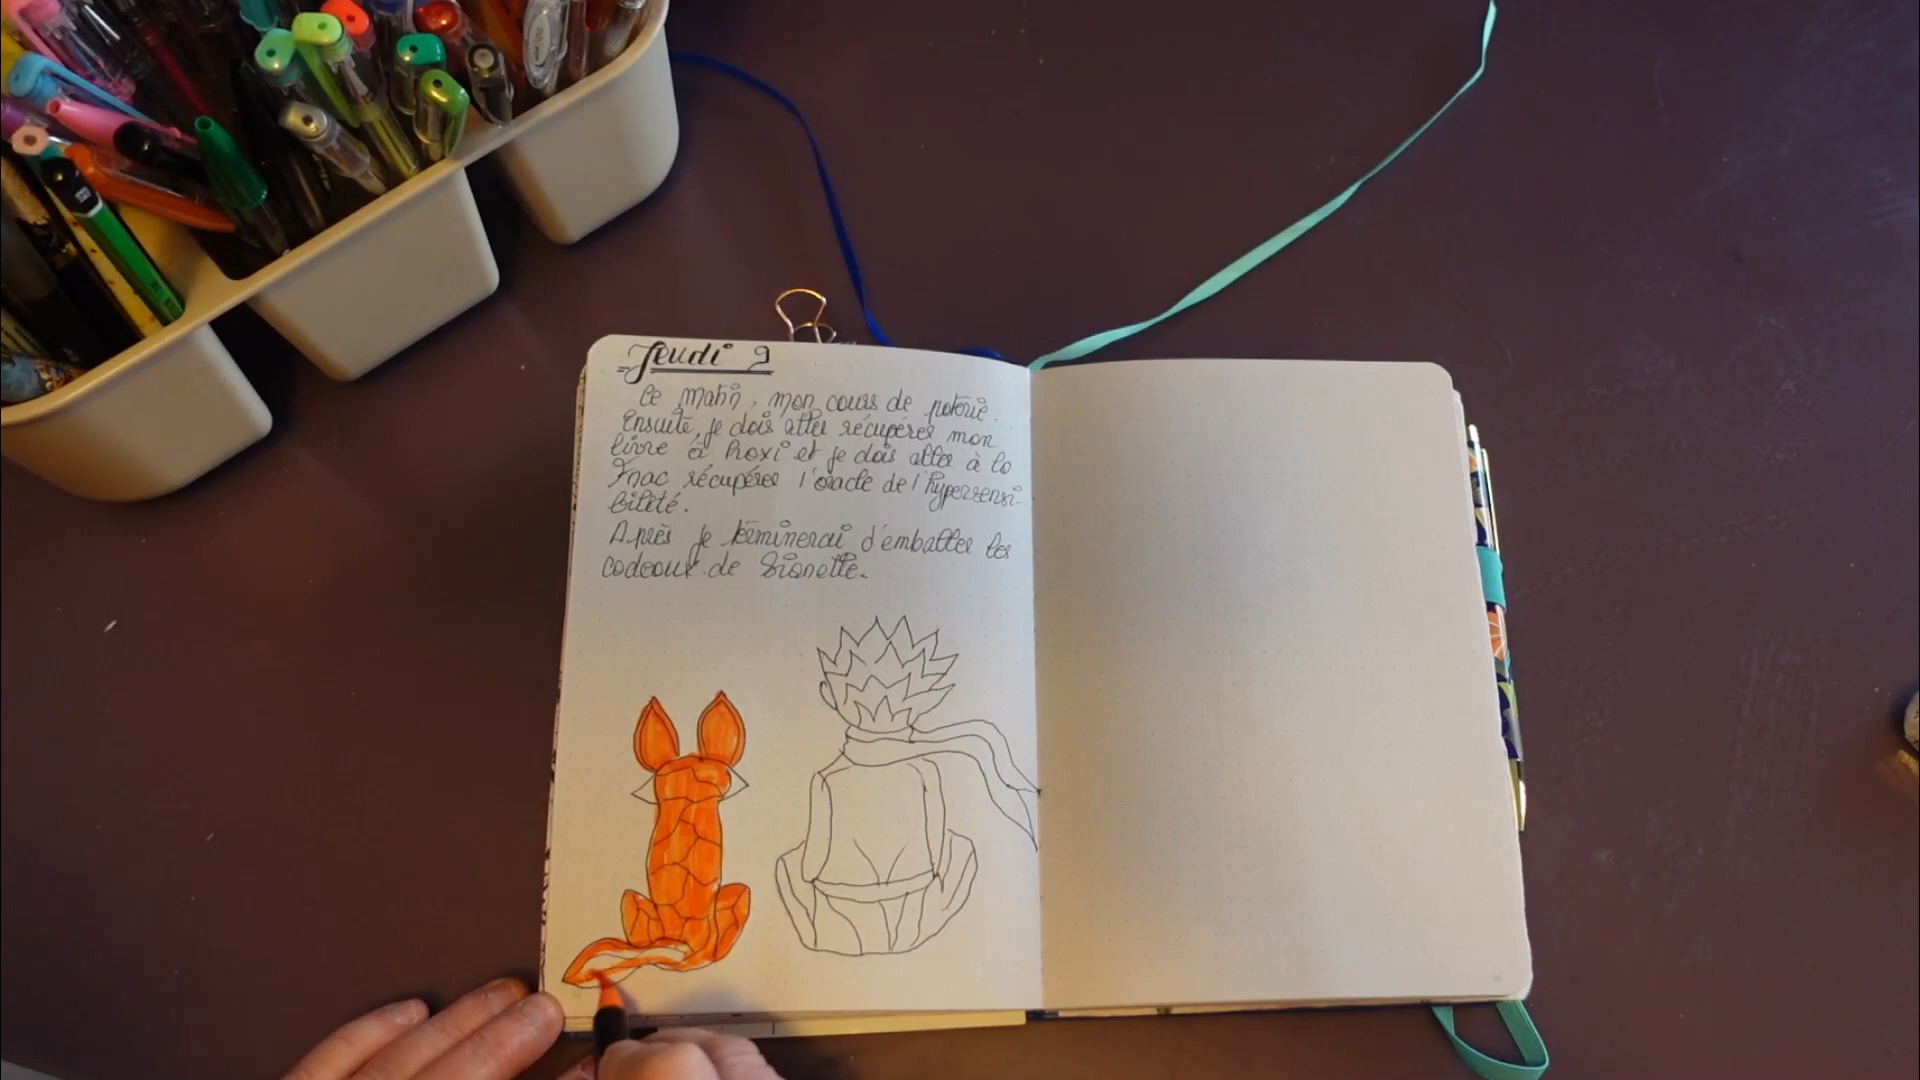 Jeudi 9
Ce matin, mon cours de poterie.
Ensuite, je dois aller récupérer mon
livre à Proxi et je dois aller à la
Fnac récupérer l'oracle de l'hypersensi-
bilité.
Après je terminerai d'emballer les
cadeaux de